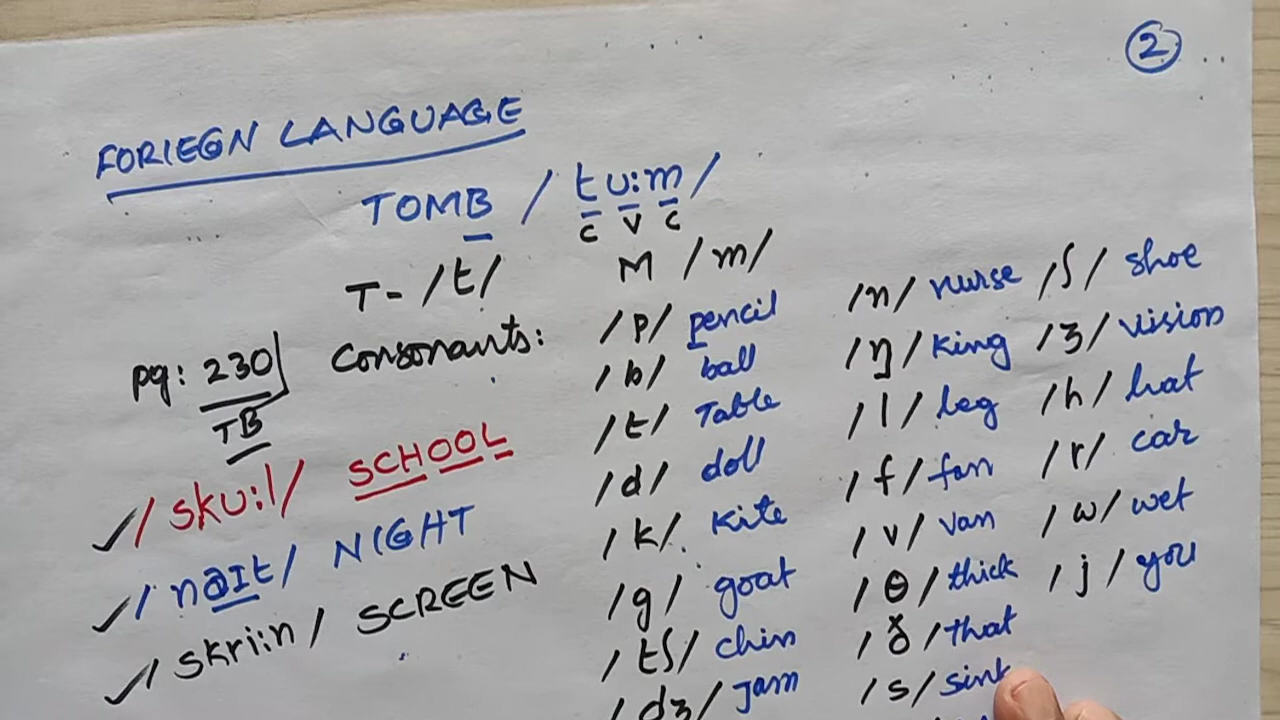 2
FORIEGN LANGUAGE
TOMB / tu:m /
C V C
T - /t/ M /m/
pg: 230 Consonants:
TB
/sku:l/ SCHOOL
/naIt/ NIGHT
/skri:n/ SCREEN
/p/ pencil
/b/ ball
/t/ Table
/d/ doll
/k/ Kite
/g/ goat
/tʃ/ chin
/dʒ/ Jam
/n/ nurse
/ŋ/ King
/l/ leg
/f/ fan
/v/ van
/θ/ thick
/ð/ that
/s/ sink
/ʃ/ shoe
/ʒ/ vision
/h/ hat
/r/ car
/w/ wet
/j/ you